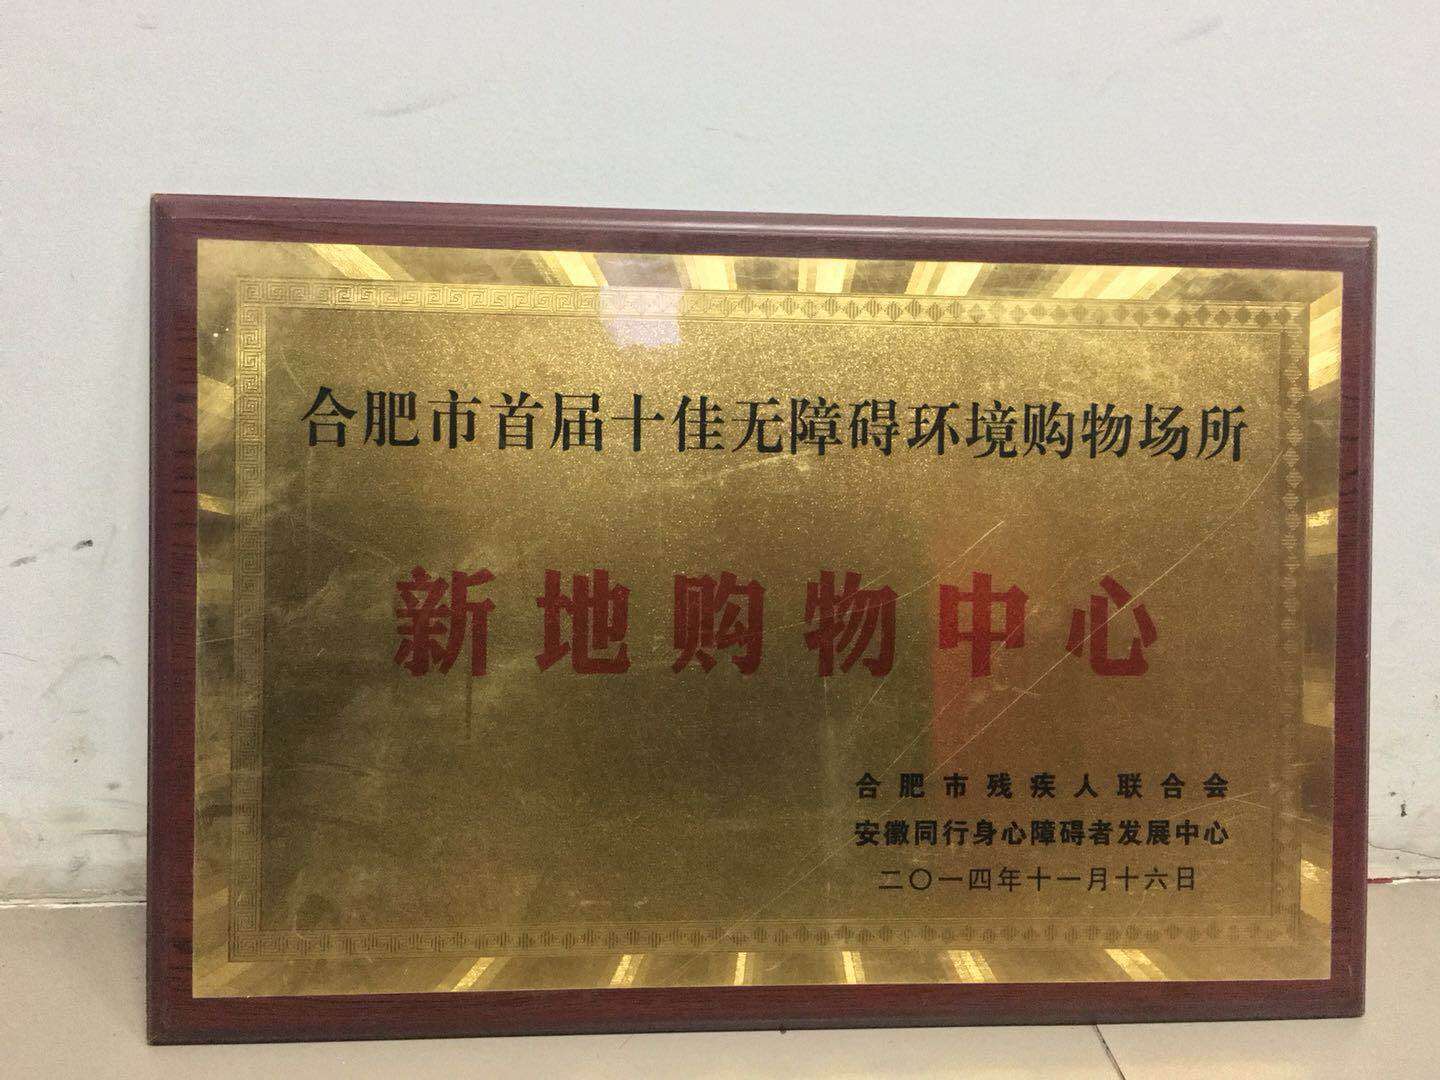 合肥市首届十佳无障碍环境购物场所
新地购物中心
合肥市残疾人联合会
安徽同行身心障碍者发展中心
二〇一四年十一月十六日